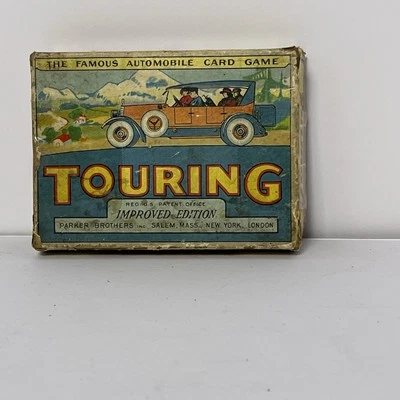 THE FAMOUS AUTOMOBILE CARD GAME
TOURING
REG. U.S. PATENT OFFICE
IMPROVED EDITION
PARKER BROTHERS INC. SALEM, MASS., NEW YORK, LONDON